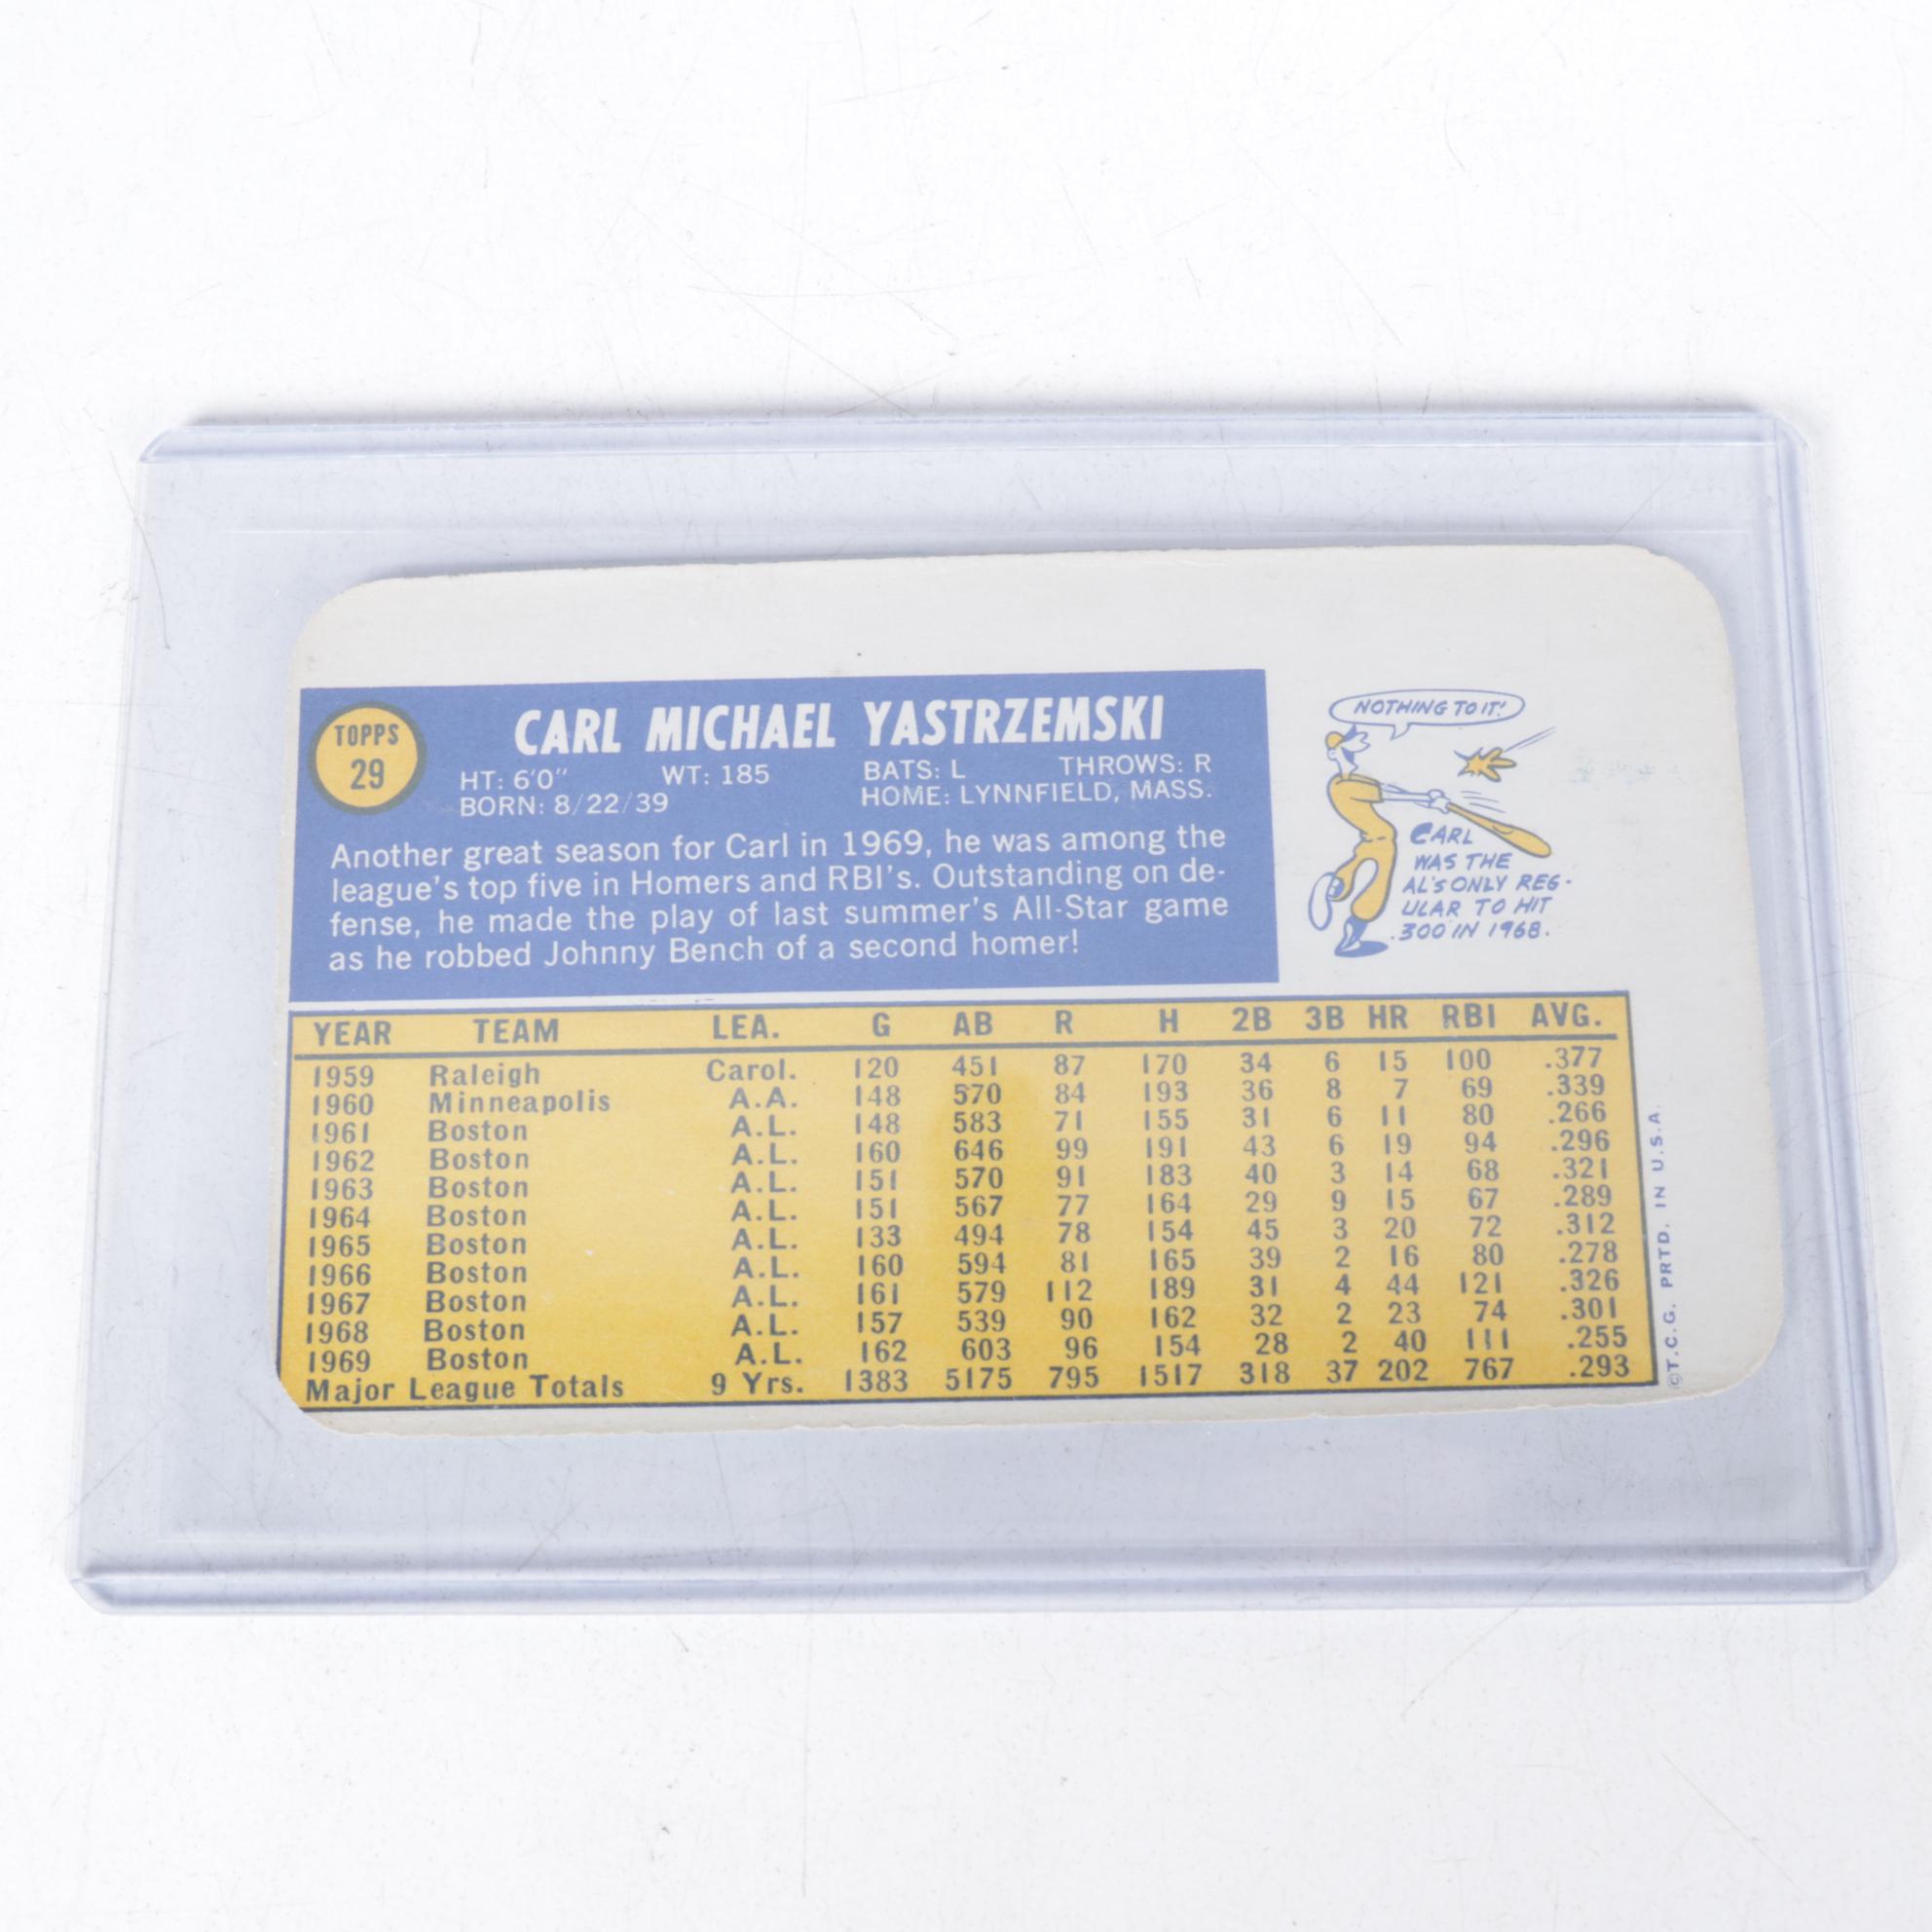 TOPPS
29
CARL MICHAEL YASTRZEMSKI
HT: 6'0" WT: 185 BATS: L THROWS: R
BORN: 8/22/39 HOME: LYNNFIELD, MASS.
Another great season for Carl in 1969, he was among the
league's top five in Homers and RBI's. Outstanding on de-
fense, he made the play of last summer's All-Star game
as he robbed Johnny Bench of a second homer!
NOTHING TO IT!
CARL
WAS THE
AL'S ONLY REG-
ULAR TO HIT
.300 IN 1968.
YEAR TEAM LEA. G AB R H 2B 3B HR RBI AVG.
1959 Raleigh Carol. 120 451 87 170 34 6 15 100 .377
1960 Minneapolis A.A. 148 570 84 193 36 8 7 69 .339
1961 Boston A.L. 148 583 71 155 31 6 11 80 .266
1962 Boston A.L. 160 646 99 191 43 6 19 94 .296
1963 Boston A.L. 151 570 91 183 40 3 14 68 .321
1964 Boston A.L. 151 567 77 164 29 9 15 67 .289
1965 Boston A.L. 133 494 78 154 45 3 20 72 .312
1966 Boston A.L. 160 594 81 165 39 2 16 80 .278
1967 Boston A.L. 161 579 112 189 31 4 44 121 .326
1968 Boston A.L. 157 539 90 162 32 2 23 74 .301
1969 Boston A.L. 162 603 96 154 28 2 40 111 .255
Major League Totals 9 Yrs. 1383 5175 795 1517 318 37 202 767 .293
©T.C.G. PRTD. IN U.S.A.